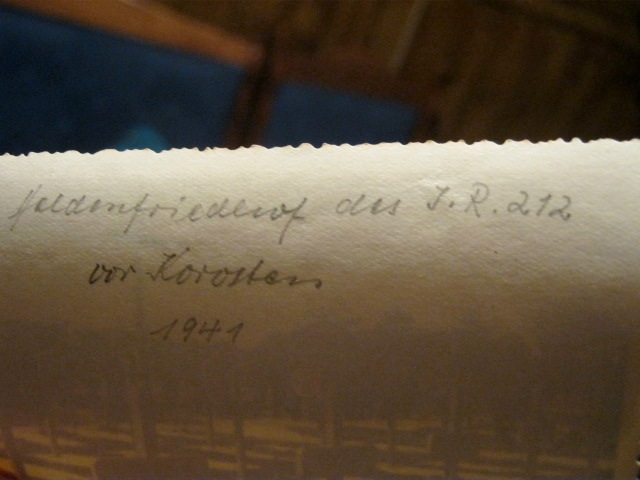 Heldenfriedhof des J.R. 212
vor Korosten
1941